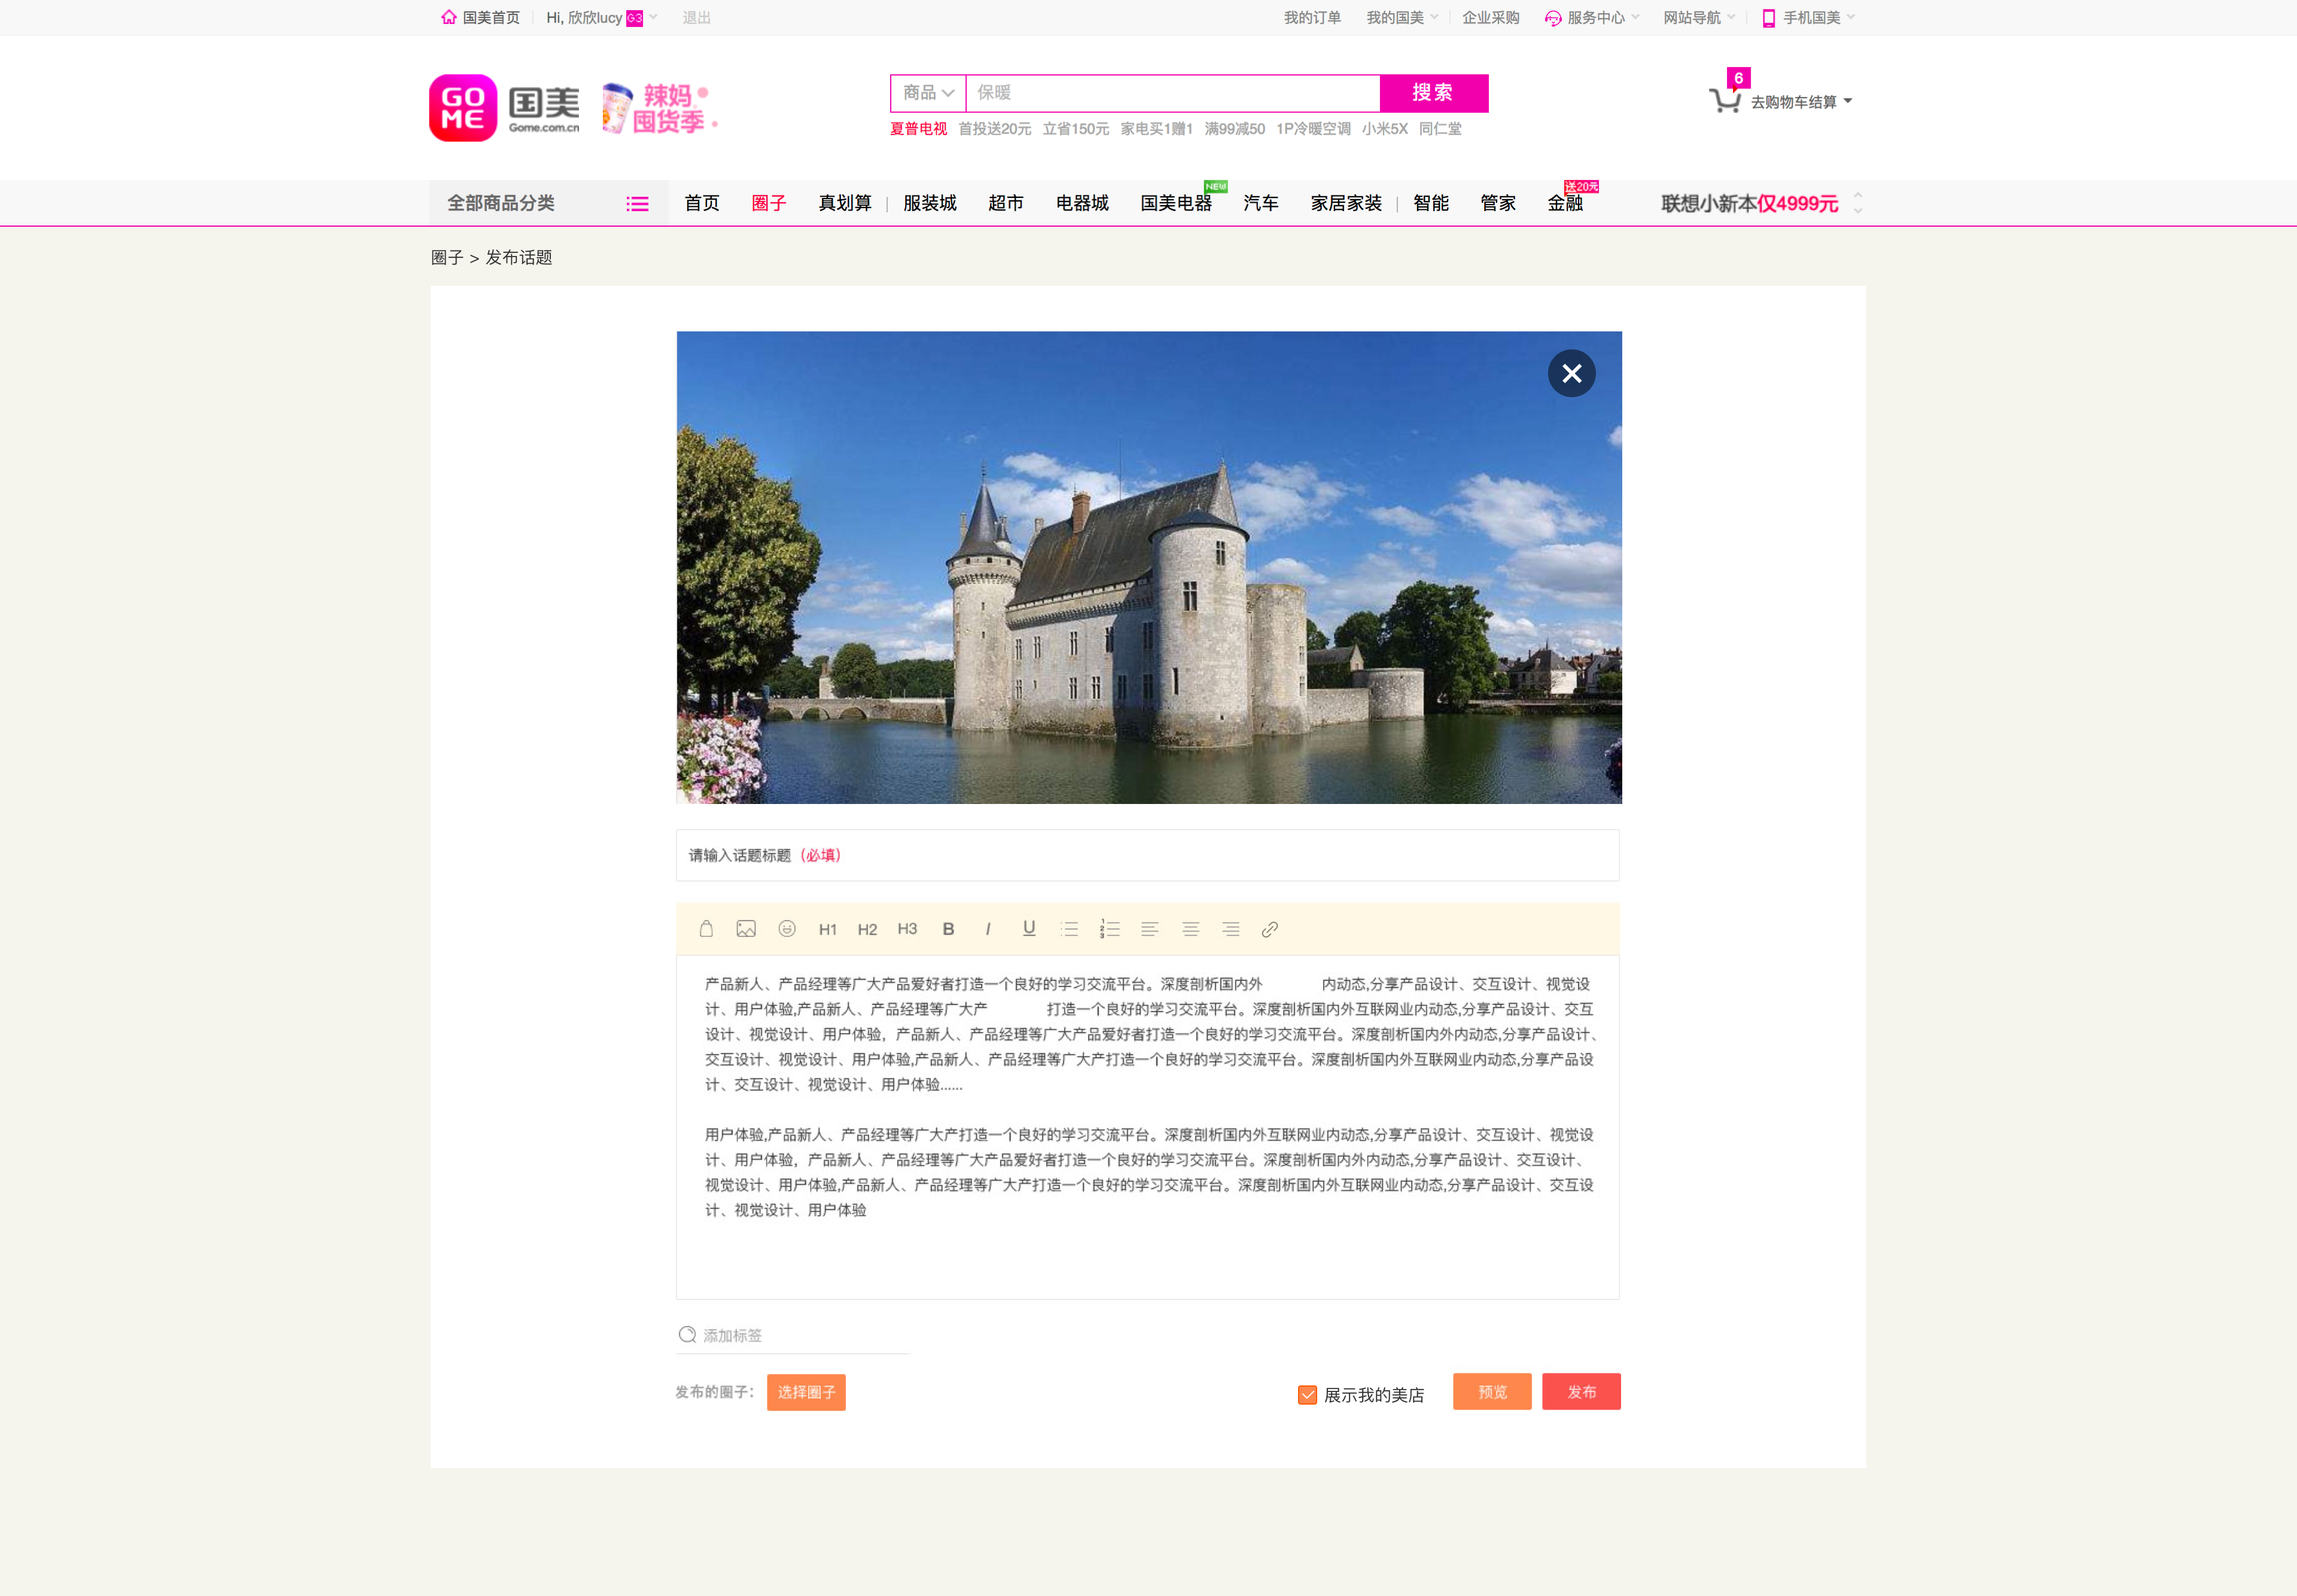 国美首页 Hi, 欣欣lucy G3 退出 我的订单 我的国美 企业采购 服务中心 网站导航 手机国美
GO ME 国美 Gome.com.cn
辣妈囤货季
商品 保暖 搜索
6 去购物车结算
夏普电视 首投送20元 立省150元 家电买1赠1 满99减50 1P冷暖空调 小米5X 同仁堂
全部商品分类 首页 圈子 真划算 服装城 超市 电器城 国美电器 NEW 汽车 家居家装 智能 管家 金融 送20元 联想小新本仅4999元
圈子 > 发布话题
请输入话题标题（必填）
H1 H2 H3 B I U
产品新人、产品经理等广大产品爱好者打造一个良好的学习交流平台。深度剖析国内外 内动态,分享产品设计、交互设计、视觉设
计、用户体验,产品新人、产品经理等广大产 打造一个良好的学习交流平台。深度剖析国内外互联网业内动态,分享产品设计、交互
设计、视觉设计、用户体验，产品新人、产品经理等广大产品爱好者打造一个良好的学习交流平台。深度剖析国内外内动态,分享产品设计、
交互设计、视觉设计、用户体验,产品新人、产品经理等广大产打造一个良好的学习交流平台。深度剖析国内外互联网业内动态,分享产品设
计、交互设计、视觉设计、用户体验......
用户体验,产品新人、产品经理等广大产打造一个良好的学习交流平台。深度剖析国内外互联网业内动态,分享产品设计、交互设计、视觉设
计、用户体验，产品新人、产品经理等广大产品爱好者打造一个良好的学习交流平台。深度剖析国内外内动态,分享产品设计、交互设计、
视觉设计、用户体验,产品新人、产品经理等广大产打造一个良好的学习交流平台。深度剖析国内外互联网业内动态,分享产品设计、交互设
计、视觉设计、用户体验
添加标签
发布的圈子： 选择圈子 展示我的美店 预览 发布